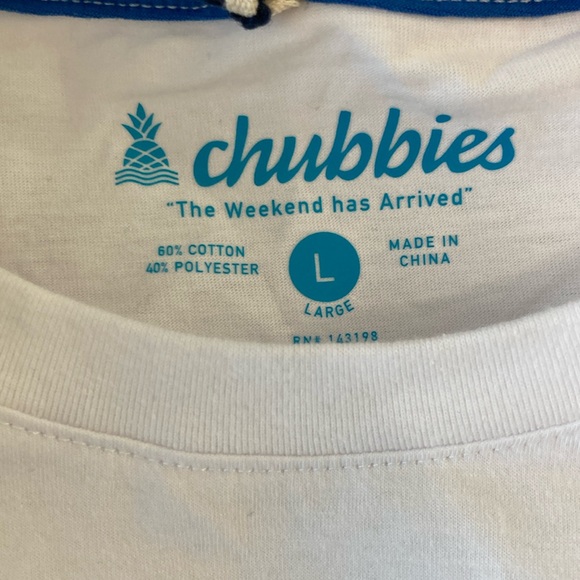 chubbies
"The Weekend has Arrived"
60% COTTON
40% POLYESTER
L
LARGE
MADE IN
CHINA
RN# 143198